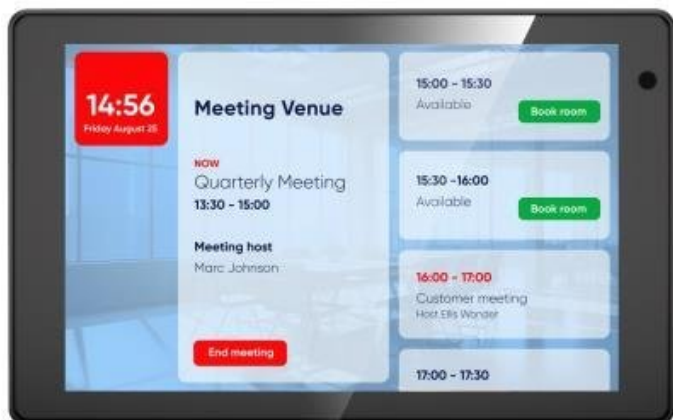 14:56
Friday August 25
Meeting Venue
NOW
Quarterly Meeting
13:30 - 15:00
Meeting host
Marc Johnson
End meeting
15:00 - 15:30
Available
Book room
15:30 -16:00
Available
Book room
16:00 - 17:00
Customer meeting
Host Ellis Wonder
17:00 - 17:30